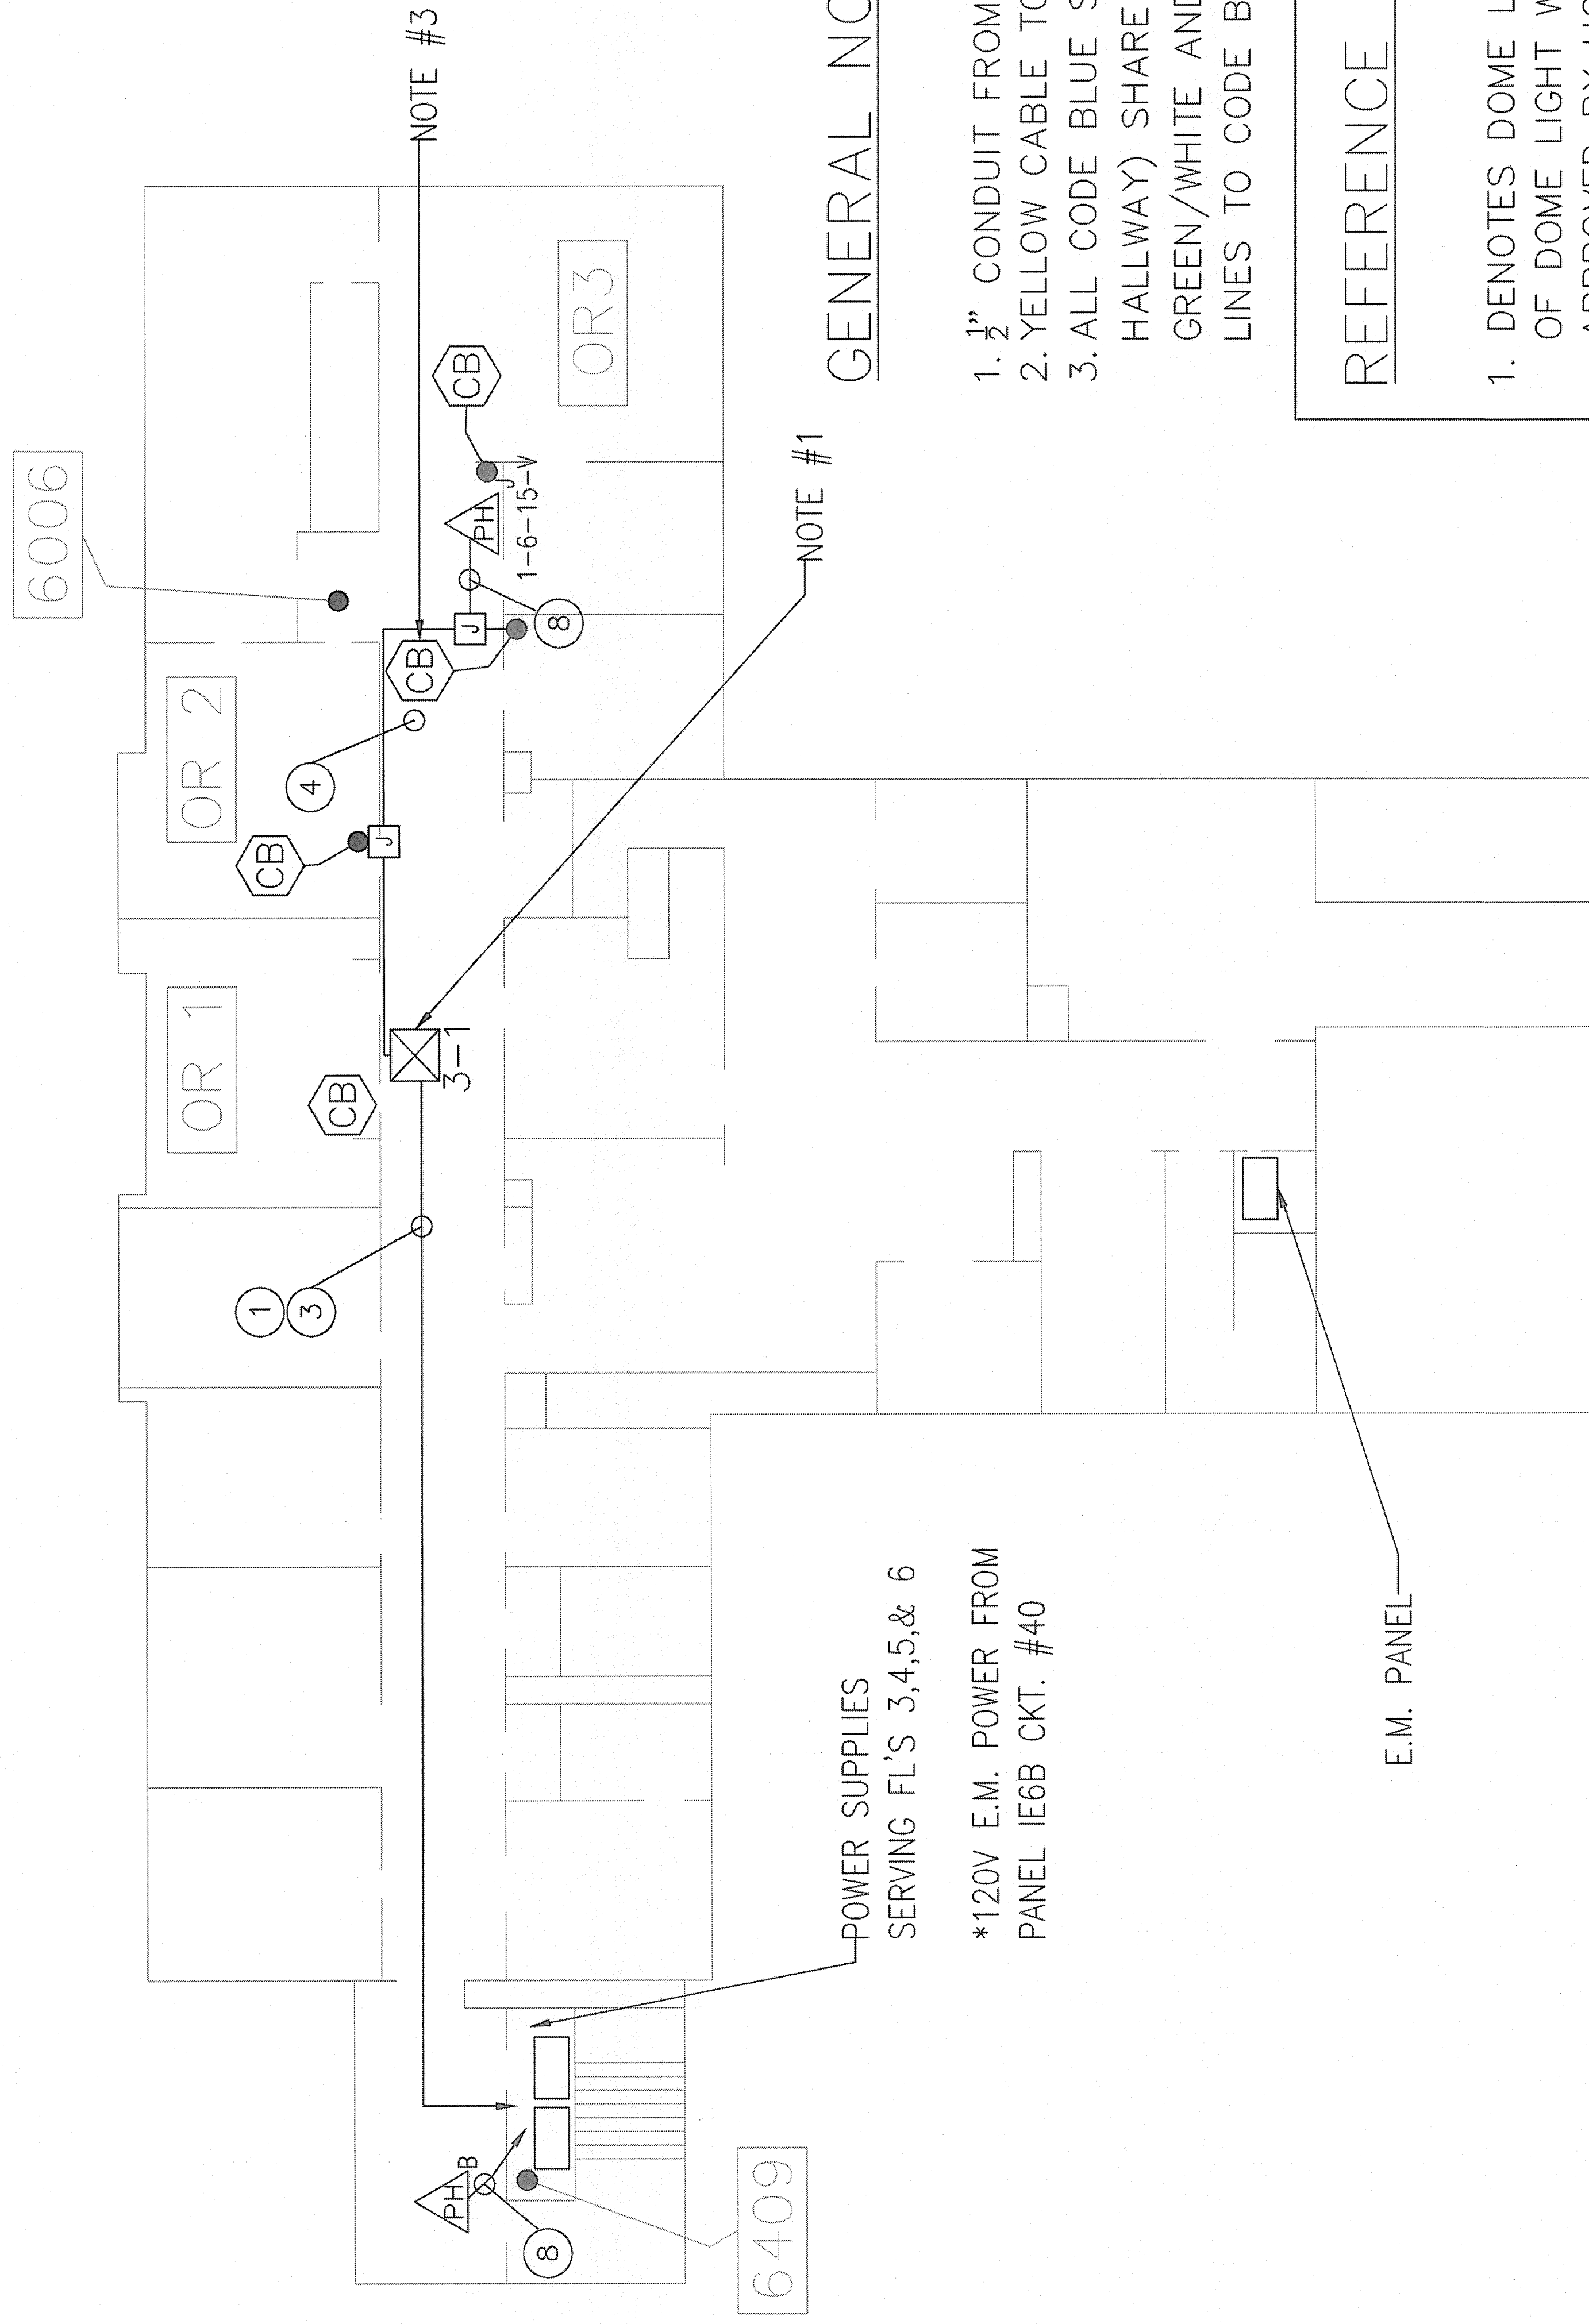 6006
NOTE #3
OR 2
OR3
CB
CB
CB
CB
J
J
J
PH
1-6-15-V
8
4
OR 1
3-1
NOTE #1
1
3
PH
B
8
6409
POWER SUPPLIES
SERVING FL'S 3,4,5,& 6
*120V E.M. POWER FROM
PANEL IE6B CKT. #40
E.M. PANEL
GENERAL NO
1. 1/2" CONDUIT FROM
2. YELLOW CABLE TO
3. ALL CODE BLUE S
HALLWAY) SHARE
GREEN/WHITE AND
LINES TO CODE B
REFERENCE
1. DENOTES DOME L
OF DOME LIGHT W